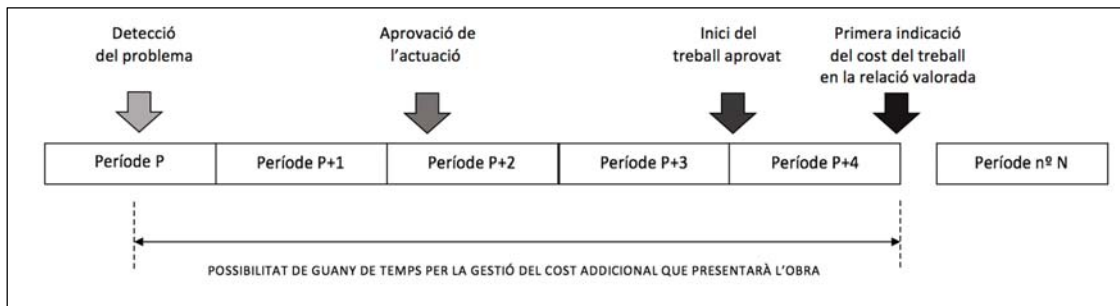 Detecció
del problema
Aprovació de
l'actuació
Inici del
treball aprovat
Primera indicació
del cost del treball
en la relació valorada
Període P
Període P+1
Període P+2
Període P+3
Període P+4
Període nº N
POSSIBILITAT DE GUANY DE TEMPS PER LA GESTIÓ DEL COST ADDICIONAL QUE PRESENTARÀ L'OBRA